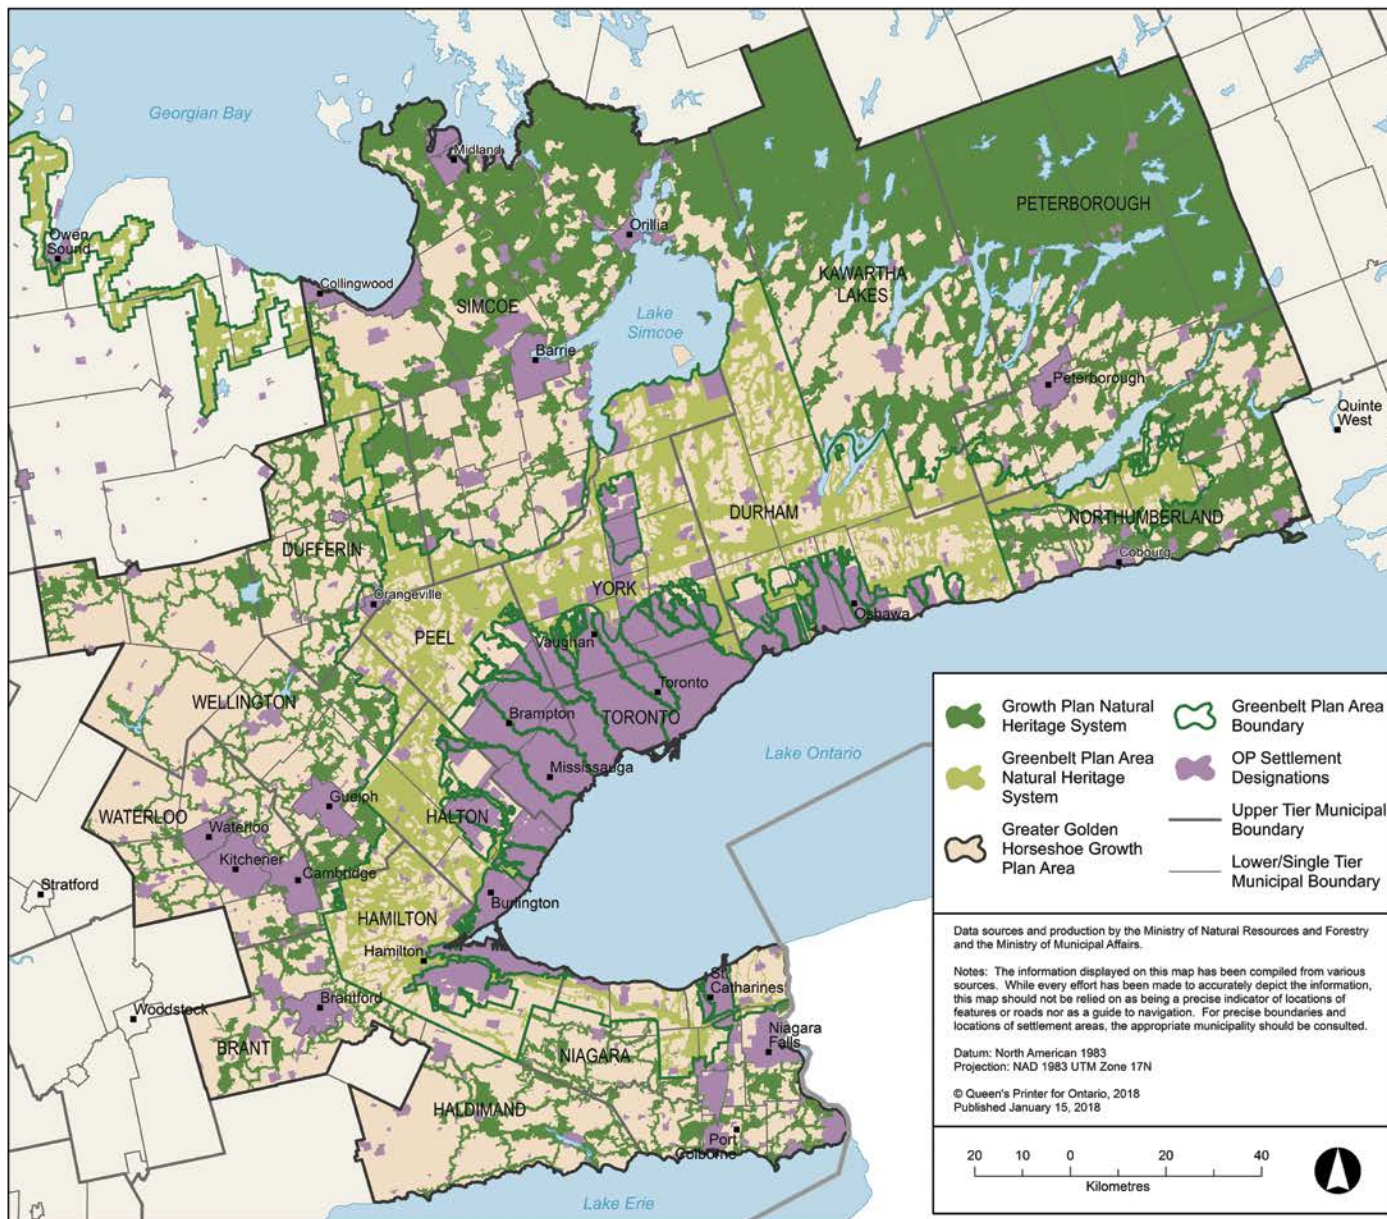 Georgian Bay
Midland
PETERBOROUGH
Owen
Sound
Orillia
Collingwood
KAWARTHA
LAKES
SIMCOE
Lake
Simcoe
Barrie
Peterborough
Quinte
West
DURHAM
NORTHUMBERLAND
DUFFERIN
Cobourg
Orangeville
YORK
Oshawa
PEEL
Vaughan
WELLINGTON
Toronto
TORONTO
Brampton
Lake Ontario
Mississauga
Guelph
HALTON
WATERLOO
Waterloo
Kitchener
Cambridge
Stratford
Burlington
HAMILTON
Hamilton
St.
Catharines
Brantford
Woodstock
Niagara
Falls
BRANT
NIAGARA
HALDIMAND
Port
Colborne
Lake Erie
Growth Plan Natural
Heritage System
Greenbelt Plan Area
Natural Heritage
System
Greater Golden
Horseshoe Growth
Plan Area
Greenbelt Plan Area
Boundary
OP Settlement
Designations
Upper Tier Municipal
Boundary
Lower/Single Tier
Municipal Boundary
Data sources and production by the Ministry of Natural Resources and Forestry
and the Ministry of Municipal Affairs.
Notes: The information displayed on this map has been compiled from various
sources. While every effort has been made to accurately depict the information,
this map should not be relied on as being a precise indicator of locations of
features or roads nor as a guide to navigation. For precise boundaries and
locations of settlement areas, the appropriate municipality should be consulted.
Datum: North American 1983
Projection: NAD 1983 UTM Zone 17N
© Queen's Printer for Ontario, 2018
Published January 15, 2018
20 10 0 20 40
Kilometres